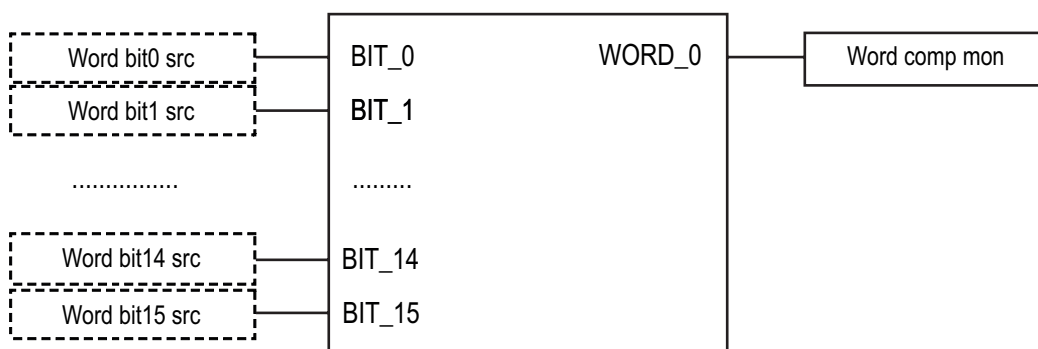 Word bit0 src BIT_0 WORD_0 Word comp mon
Word bit1 src BIT_1
................ .........
Word bit14 src BIT_14
Word bit15 src BIT_15